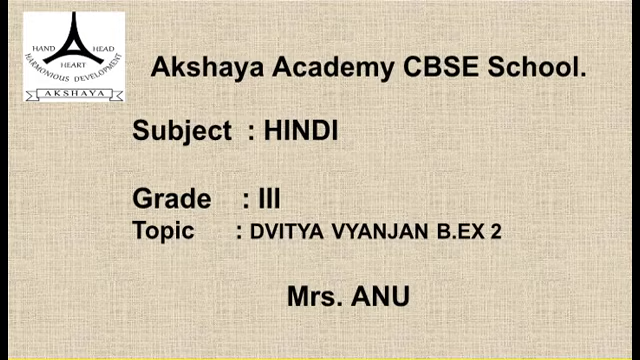 HAND HEAD
HEART
HARMONIOUS DEVELOPMENT
AKSHAYA
Akshaya Academy CBSE School.
Subject : HINDI
Grade : III
Topic : DVITYA VYANJAN B.EX 2
Mrs. ANU